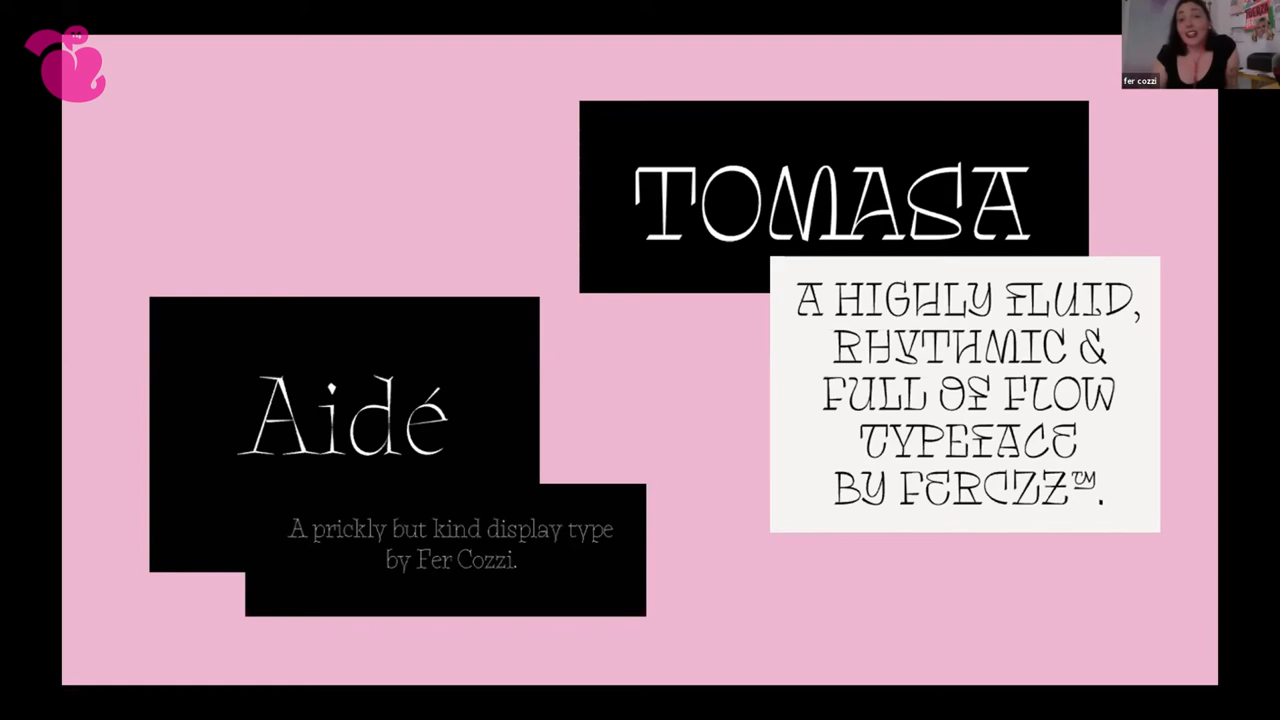 fer cozzi
TOMASA
A HIGHLY FLUID,
RHYTHMIC &
FULL OF FLOW
TYPEFACE
BY FERCZZ™.
Aidé
A prickly but kind display type
by Fer Cozzi.